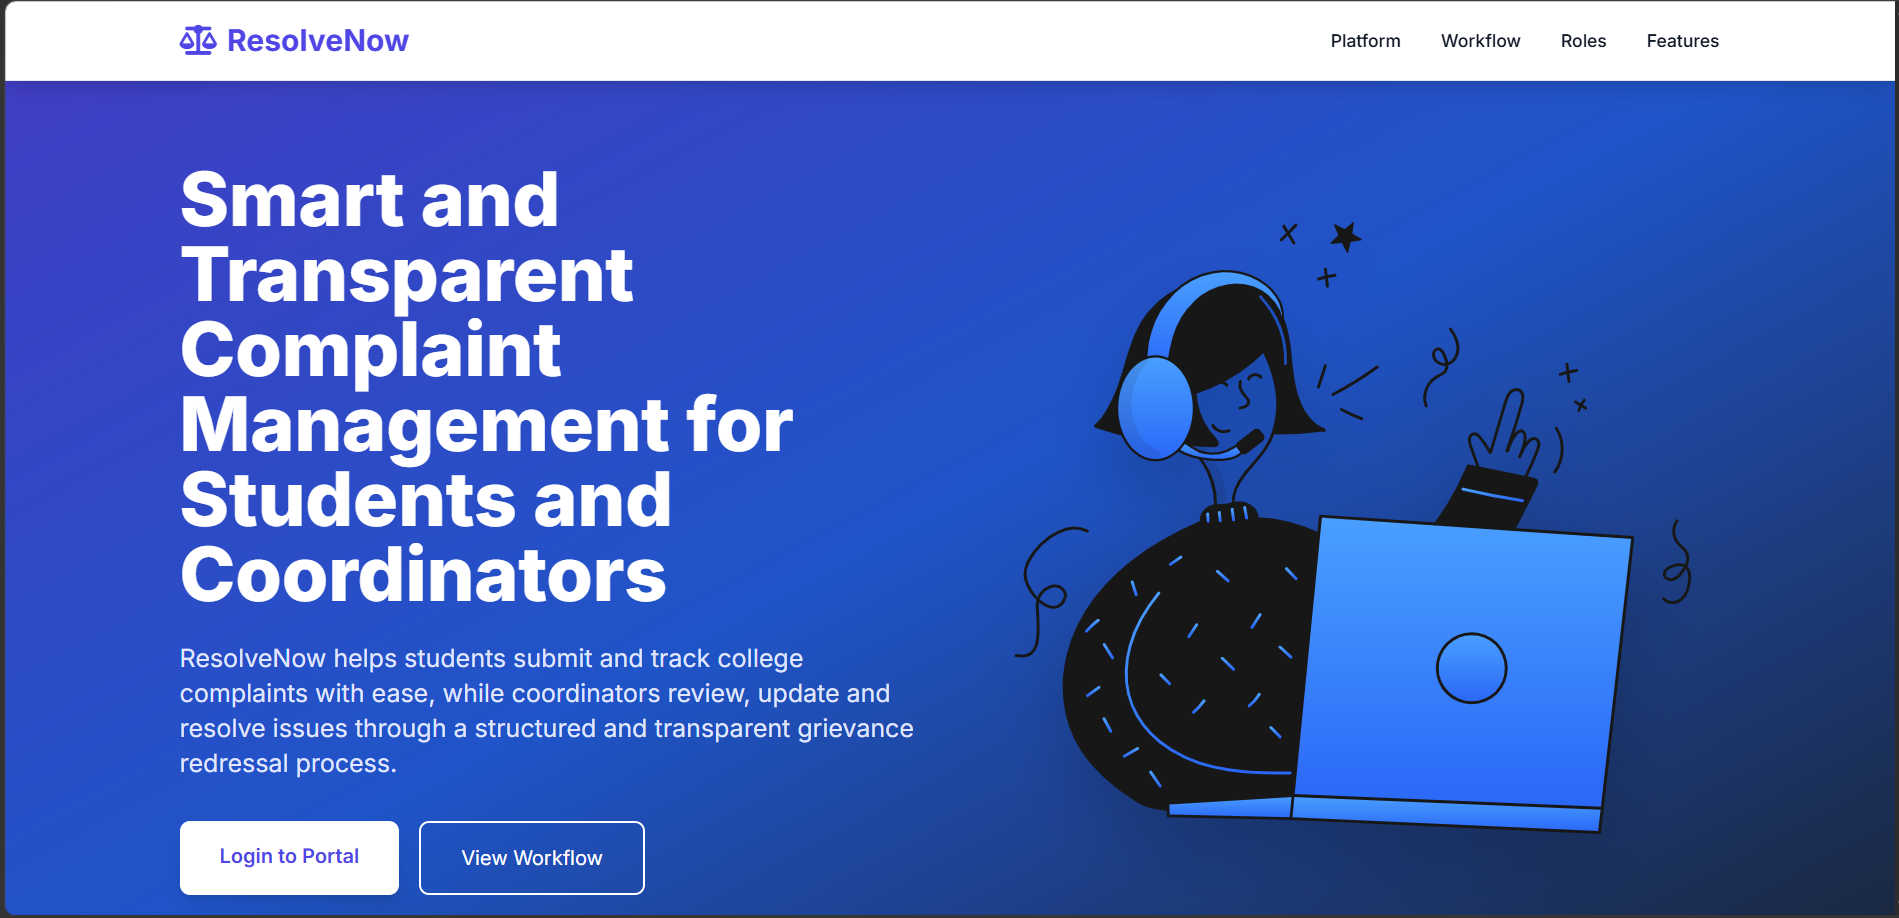 ResolveNow
Platform
Workflow
Roles
Features
Smart and
Transparent
Complaint
Management for
Students and
Coordinators
ResolveNow helps students submit and track college
complaints with ease, while coordinators review, update and
resolve issues through a structured and transparent grievance
redressal process.
Login to Portal
View Workflow